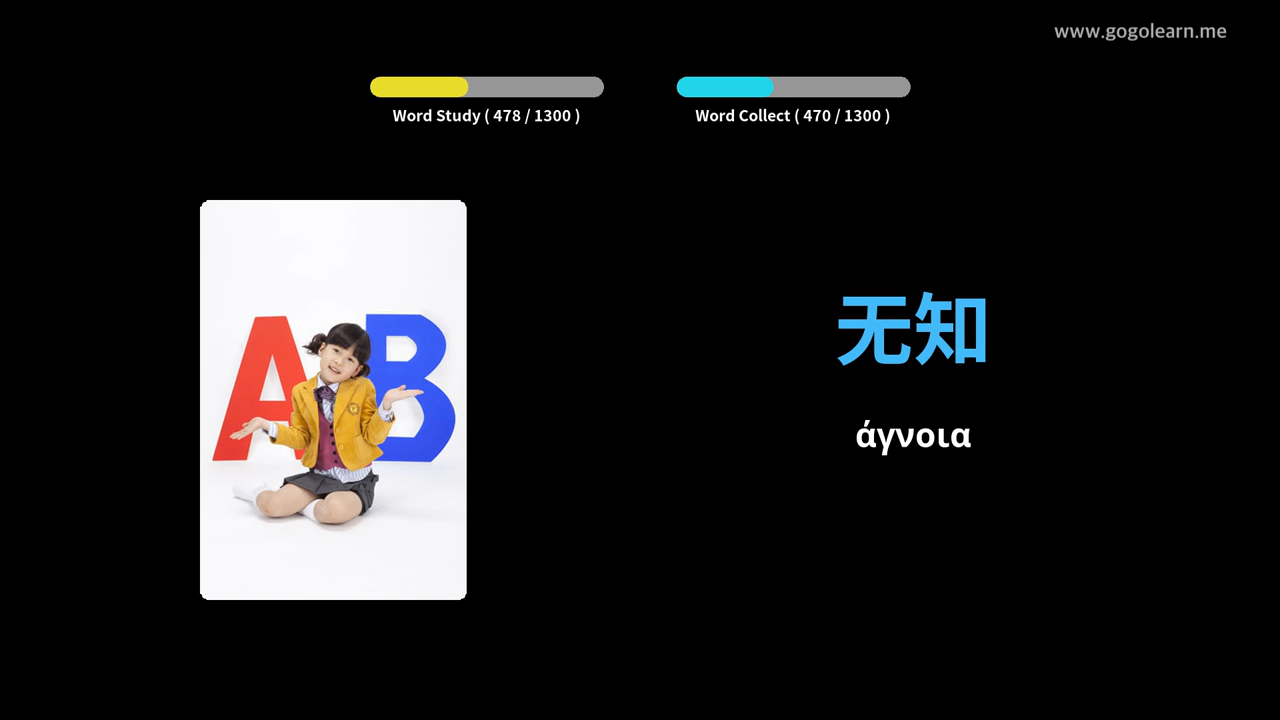 www.gogolearn.me
Word Study ( 478 / 1300 )
Word Collect ( 470 / 1300 )
A B
无知
άγνοια